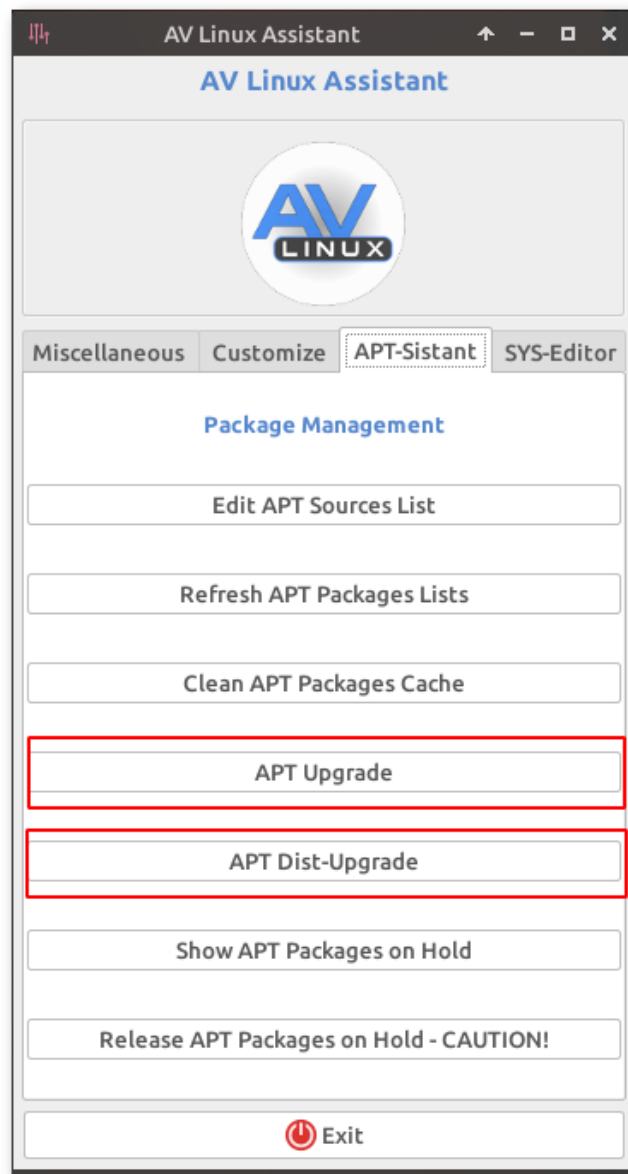 AV Linux Assistant
AV Linux Assistant
AV
LINUX
Miscellaneous Customize APT-Sistant SYS-Editor
Package Management
Edit APT Sources List
Refresh APT Packages Lists
Clean APT Packages Cache
APT Upgrade
APT Dist-Upgrade
Show APT Packages on Hold
Release APT Packages on Hold - CAUTION!
Exit